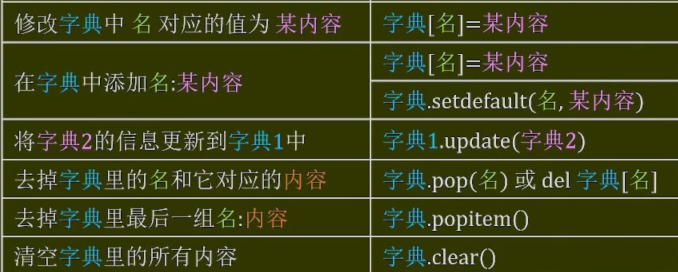 修改字典中 名 对应的值为 某内容
字典[名]=某内容
在字典中添加名:某内容
字典[名]=某内容
字典.setdefault(名, 某内容)
将字典2的信息更新到字典1中
字典1.update(字典2)
去掉字典里的名和它对应的内容
字典.pop(名) 或 del 字典[名]
去掉字典里最后一组名:内容
字典.popitem()
清空字典里的所有内容
字典.clear()